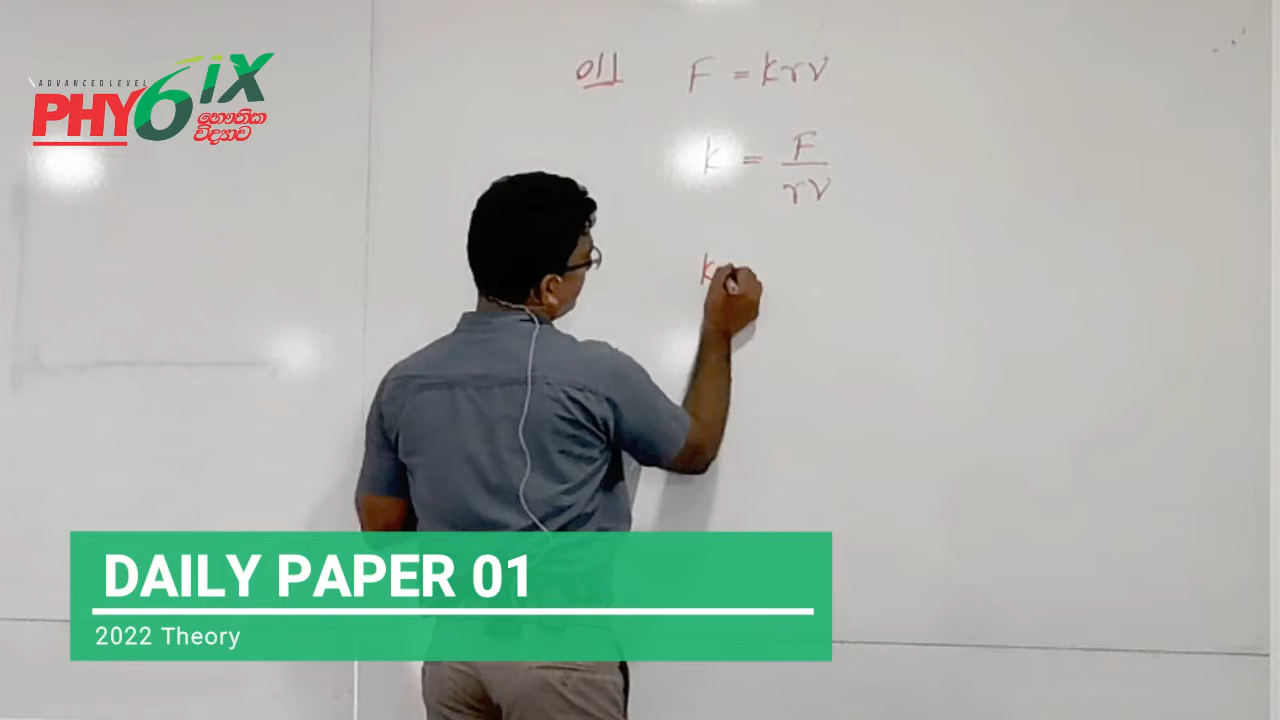 ADVANCED LEVEL
PHY6IX
භෞතික
විද්‍යාව
01⟩ F = krv
k = F/rv
k
DAILY PAPER 01
2022 Theory